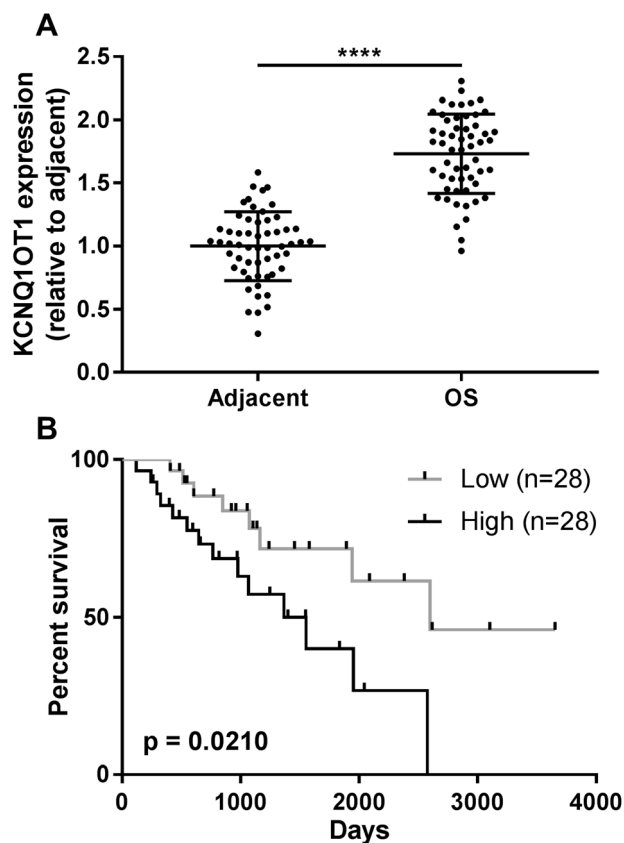 A
****
KCNQ1OT1 expression
(relative to adjacent)
2.5
2.0
1.5
1.0
0.5
0.0
Adjacent
OS
B
Percent survival
100
50
0
Low (n=28)
High (n=28)
p = 0.0210
0
1000
2000
3000
4000
Days